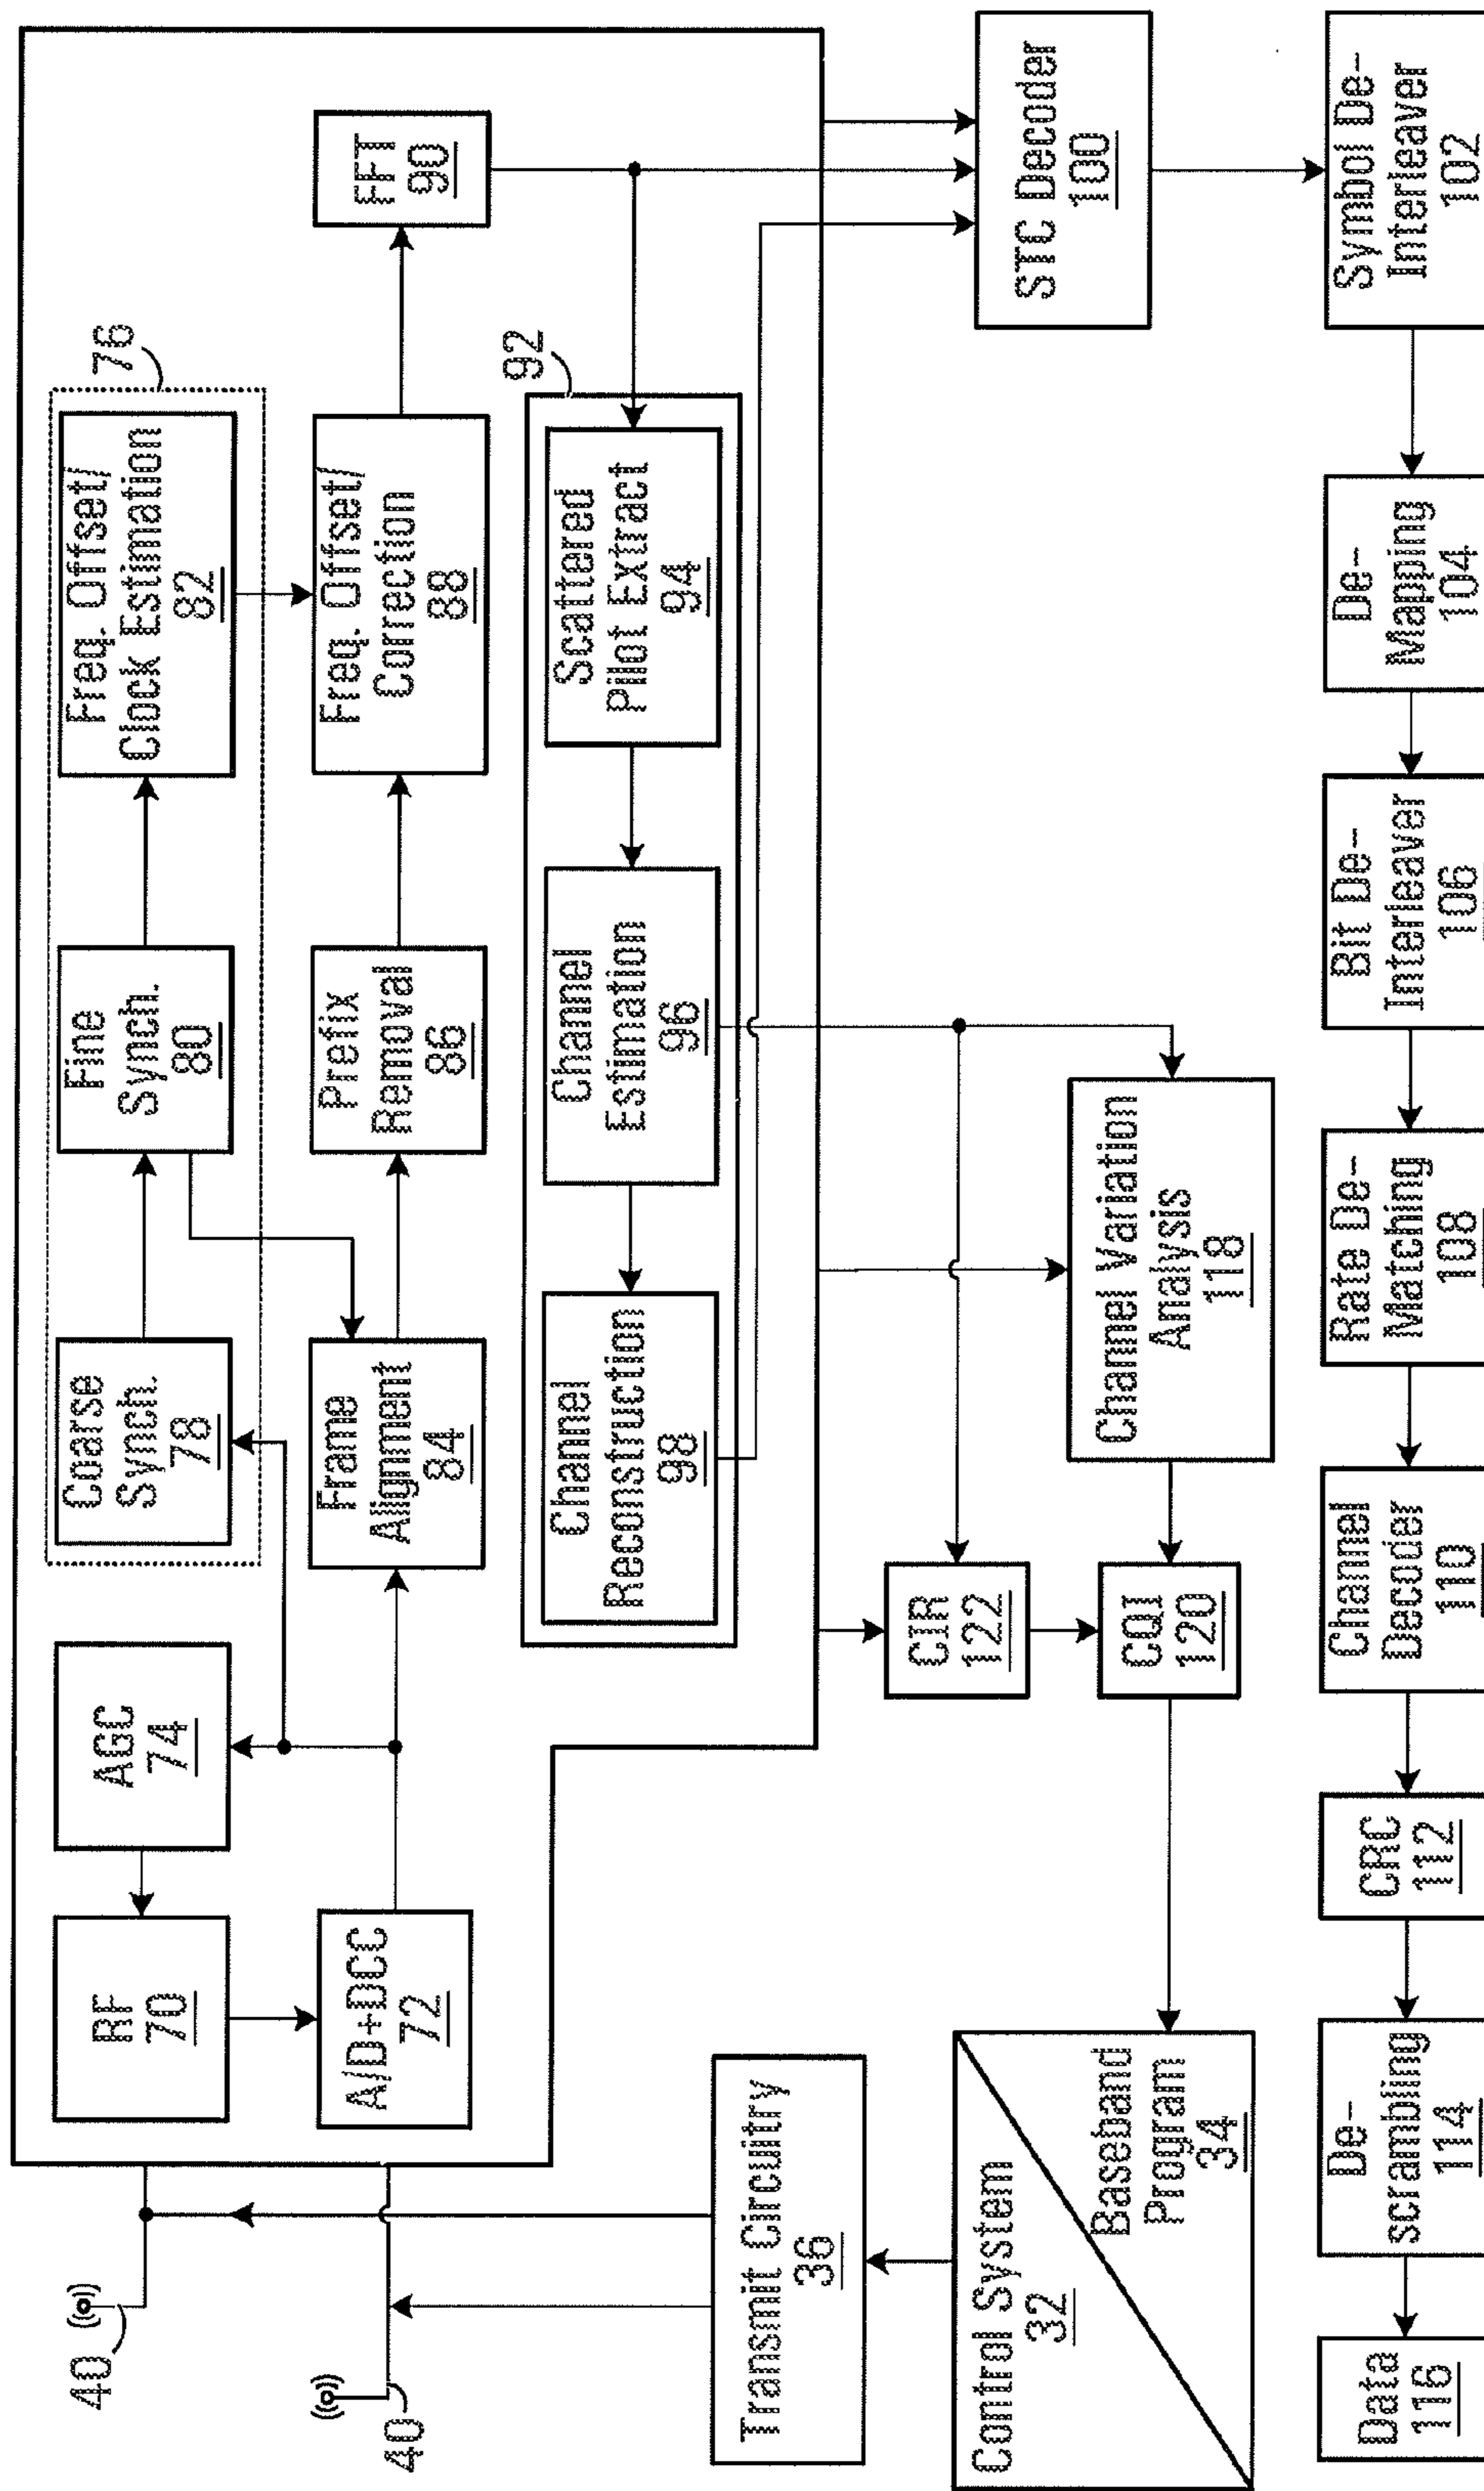 40
40
RF
70
A/D+DCC
72
AGC
74
76
Coarse
Synch.
78
Fine
Synch.
80
Freq. Offset/
Clock Estimation
82
Frame
Alignment
84
Prefix
Removal
86
Freq. Offset/
Correction
88
FFT
90
92
Scattered
Pilot Extract
94
Channel
Estimation
96
Channel
Reconstruction
98
Transmit Circuitry
36
Control System
32
Baseband
Program
34
CIR
122
CQI
120
Channel Variation
Analysis
118
STC Decoder
100
Symbol De-
Interleaver
102
De-
Mapping
104
Bit De-
Interleaver
106
Rate De-
Matching
108
Channel
Decoder
110
CRC
112
De-
scrambling
114
Data
116